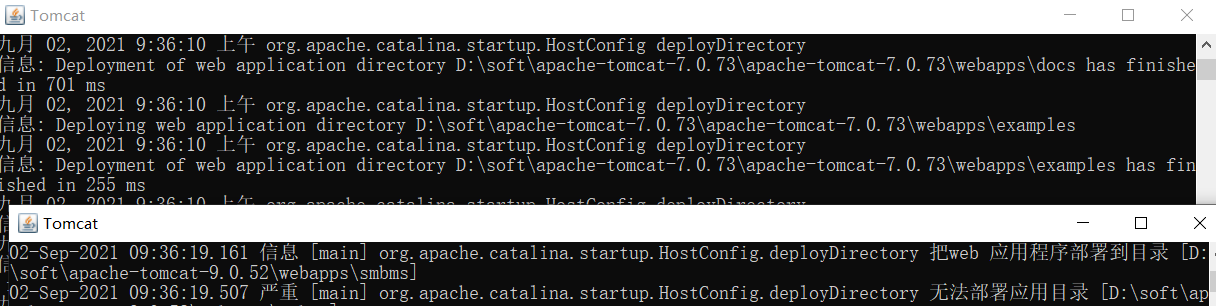 Tomcat
九月 02, 2021 9:36:10 上午 org.apache.catalina.startup.HostConfig deployDirectory
信息: Deployment of web application directory D:\soft\apache-tomcat-7.0.73\apache-tomcat-7.0.73\webapps\docs has finishe
d in 701 ms
九月 02, 2021 9:36:10 上午 org.apache.catalina.startup.HostConfig deployDirectory
信息: Deploying web application directory D:\soft\apache-tomcat-7.0.73\apache-tomcat-7.0.73\webapps\examples
九月 02, 2021 9:36:10 上午 org.apache.catalina.startup.HostConfig deployDirectory
信息: Deployment of web application directory D:\soft\apache-tomcat-7.0.73\apache-tomcat-7.0.73\webapps\examples has fin
ished in 255 ms
Tomcat
02-Sep-2021 09:36:19.161 信息 [main] org.apache.catalina.startup.HostConfig.deployDirectory 把web 应用程序部署到目录 [D:
\soft\apache-tomcat-9.0.52\webapps\smbms]
02-Sep-2021 09:36:19.507 严重 [main] org.apache.catalina.startup.HostConfig.deployDirectory 无法部署应用目录 [D:\soft\ap